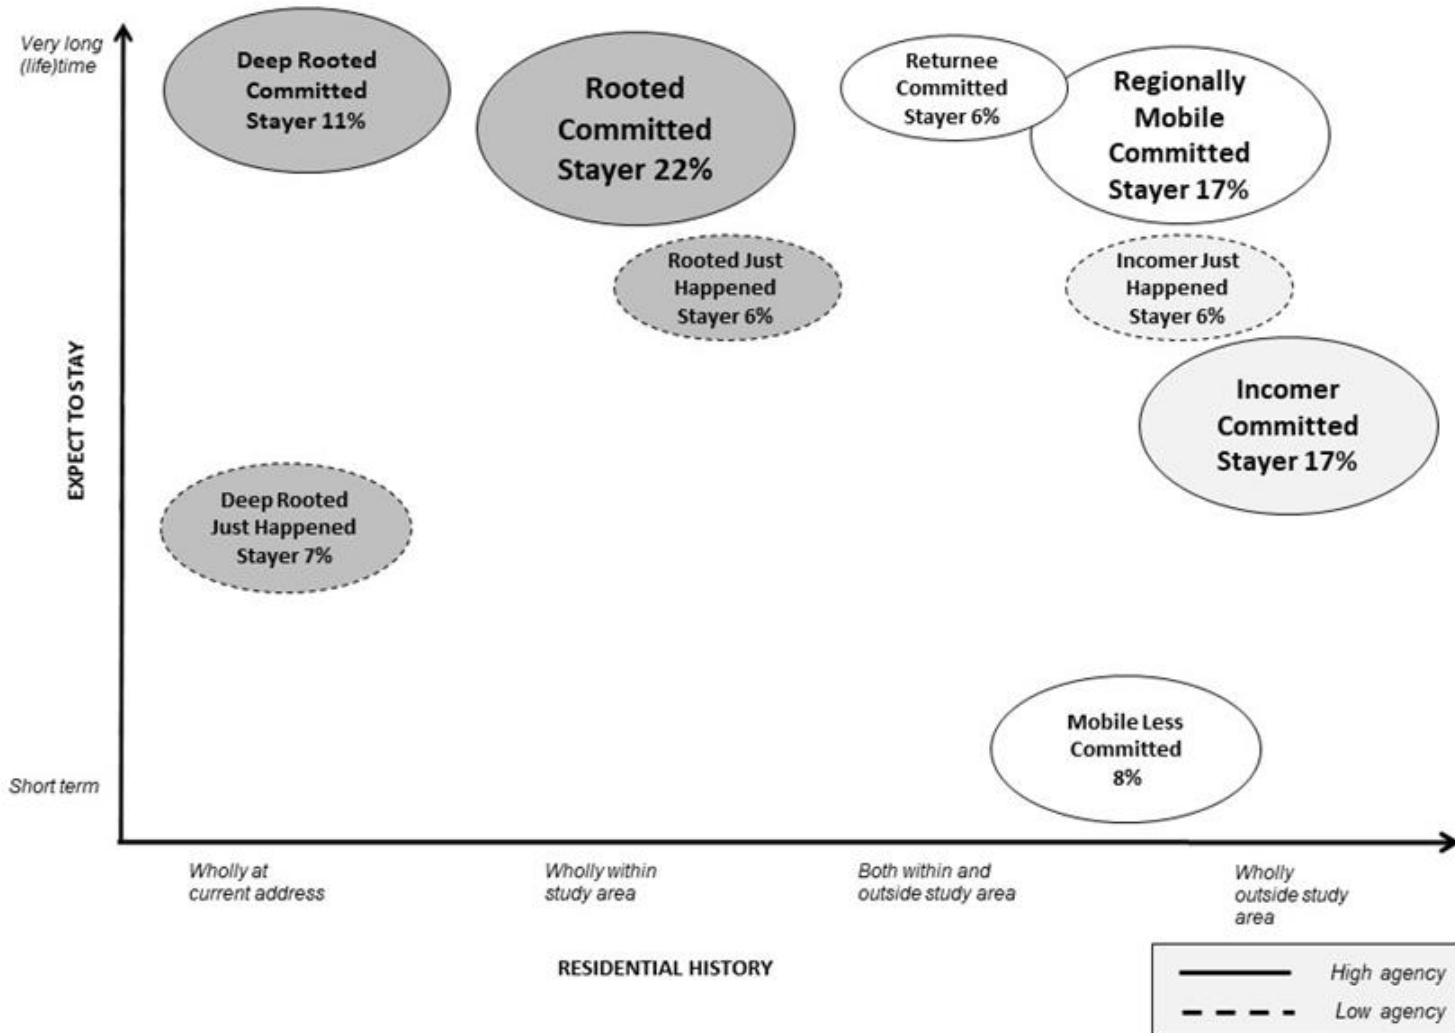 Very long
(life)time
Deep Rooted
Committed
Stayer 11%
Rooted
Committed
Stayer 22%
Returnee
Committed
Stayer 6%
Regionally
Mobile
Committed
Stayer 17%
Rooted Just
Happened
Stayer 6%
Incomer Just
Happened
Stayer 6%
EXPECT TO STAY
Incomer
Committed
Stayer 17%
Deep Rooted
Just Happened
Stayer 7%
Mobile Less
Committed
8%
Short term
Wholly at
current address
Wholly within
study area
Both within and
outside study area
Wholly
outside study
area
RESIDENTIAL HISTORY
High agency
Low agency